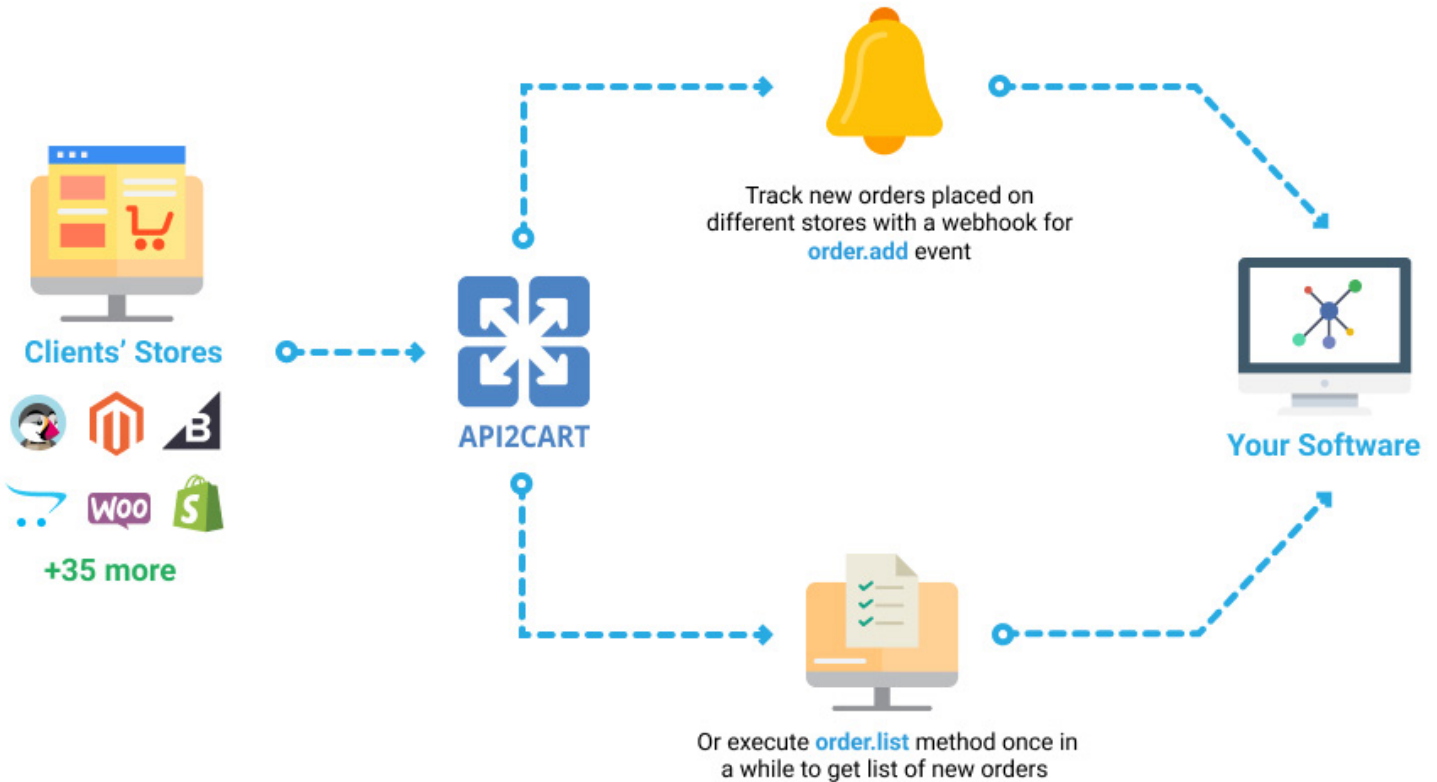 Clients’ Stores
B
WOO
S
+35 more
API2CART
Track new orders placed on
different stores with a webhook for
order.add event
Or execute order.list method once in
a while to get list of new orders
Your Software